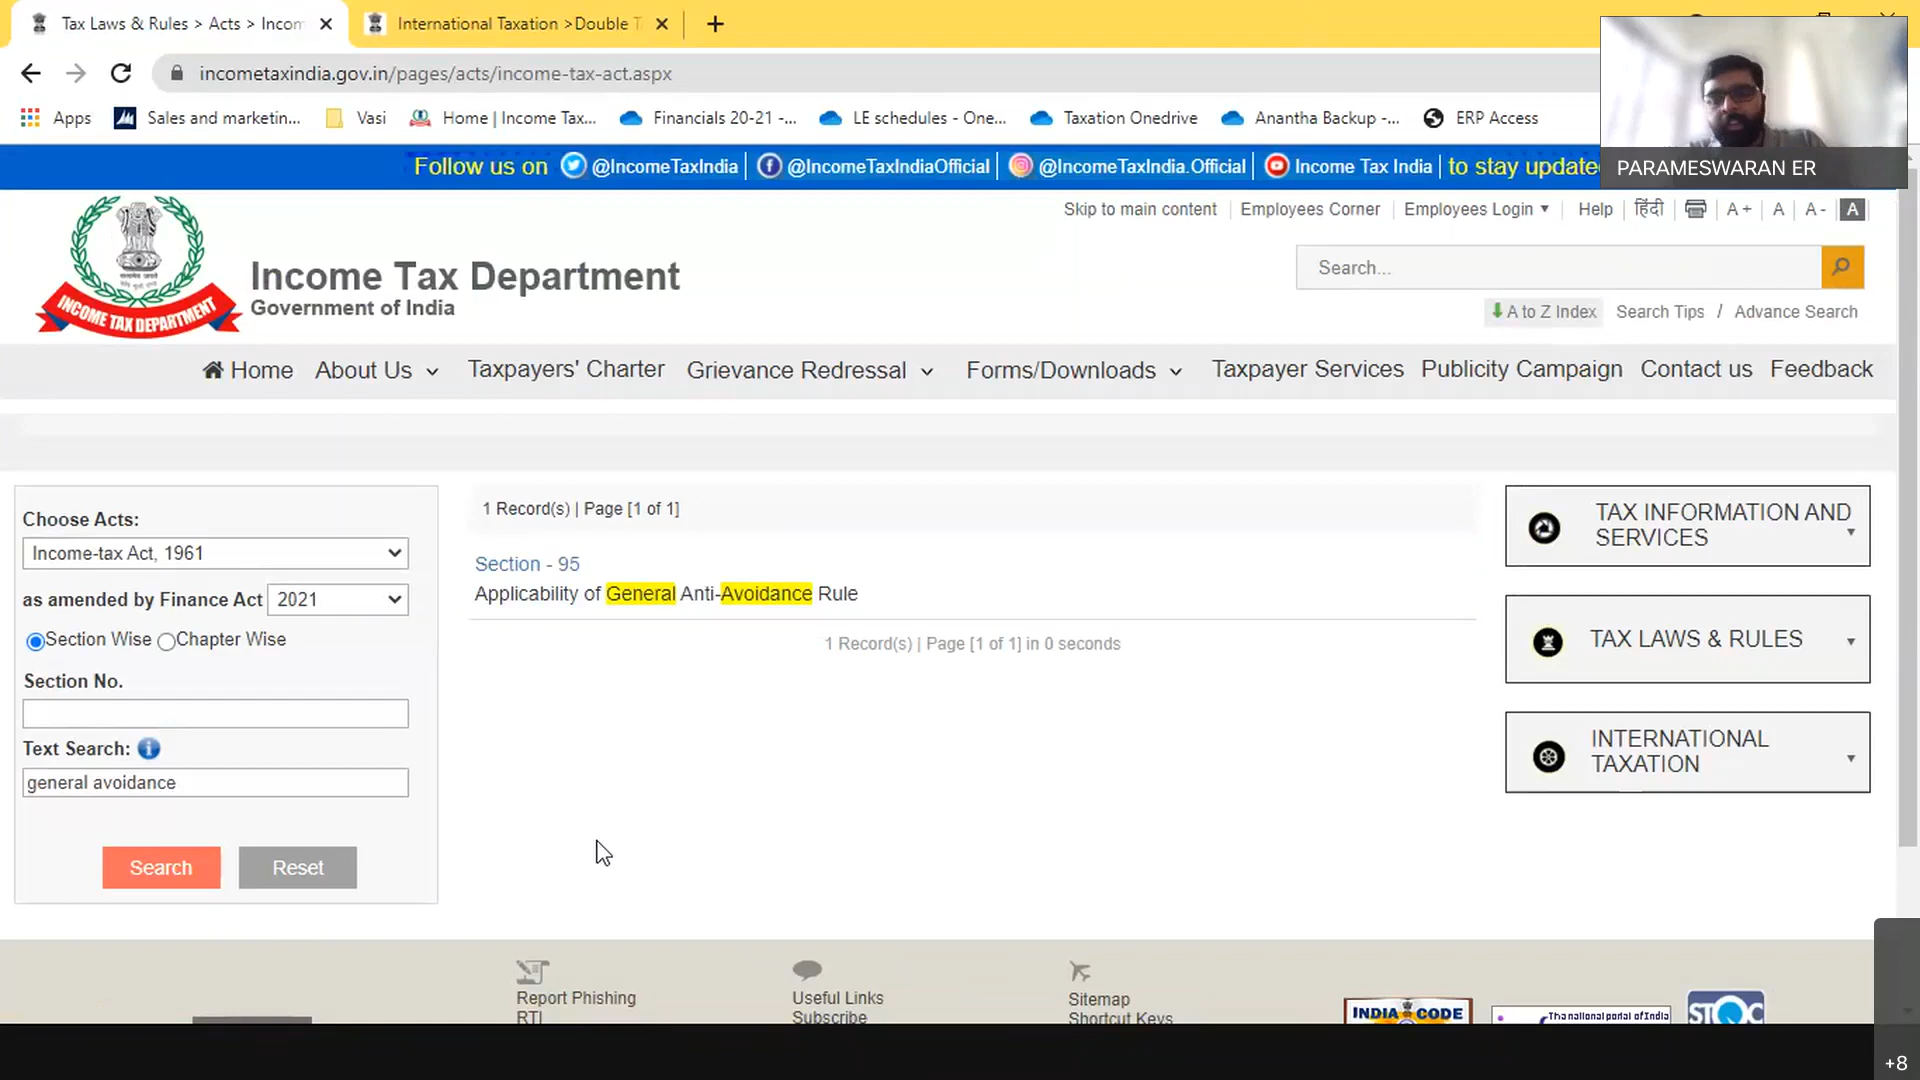 Tax Laws & Rules > Acts > Incom
International Taxation >Double T
incometaxindia.gov.in/pages/acts/income-tax-act.aspx
Apps
Sales and marketin...
Vasi
Home | Income Tax...
Financials 20-21 -...
LE schedules - One...
Taxation Onedrive
Anantha Backup -...
ERP Access
PARAMESWARAN ER
Follow us on @IncomeTaxIndia @IncomeTaxIndiaOfficial @IncomeTaxIndia.Official Income Tax India to stay update
Skip to main content Employees Corner Employees Login Help हिंदी A+ A A- A
INCOME TAX DEPARTMENT
Income Tax Department
Government of India
Search...
A to Z Index Search Tips / Advance Search
Home About Us Taxpayers' Charter Grievance Redressal Forms/Downloads Taxpayer Services Publicity Campaign Contact us Feedback
Choose Acts:
Income-tax Act, 1961
as amended by Finance Act 2021
Section Wise Chapter Wise
Section No.
Text Search:
general avoidance
Search Reset
1 Record(s) | Page [1 of 1]
Section - 95
Applicability of General Anti-Avoidance Rule
1 Record(s) | Page [1 of 1] in 0 seconds
TAX INFORMATION AND
SERVICES
TAX LAWS & RULES
INTERNATIONAL
TAXATION
Report Phishing
RTI
Useful Links
Subscribe
Sitemap
Shortcut Keys
INDIA CODE
The national portal of India
STQC
+8